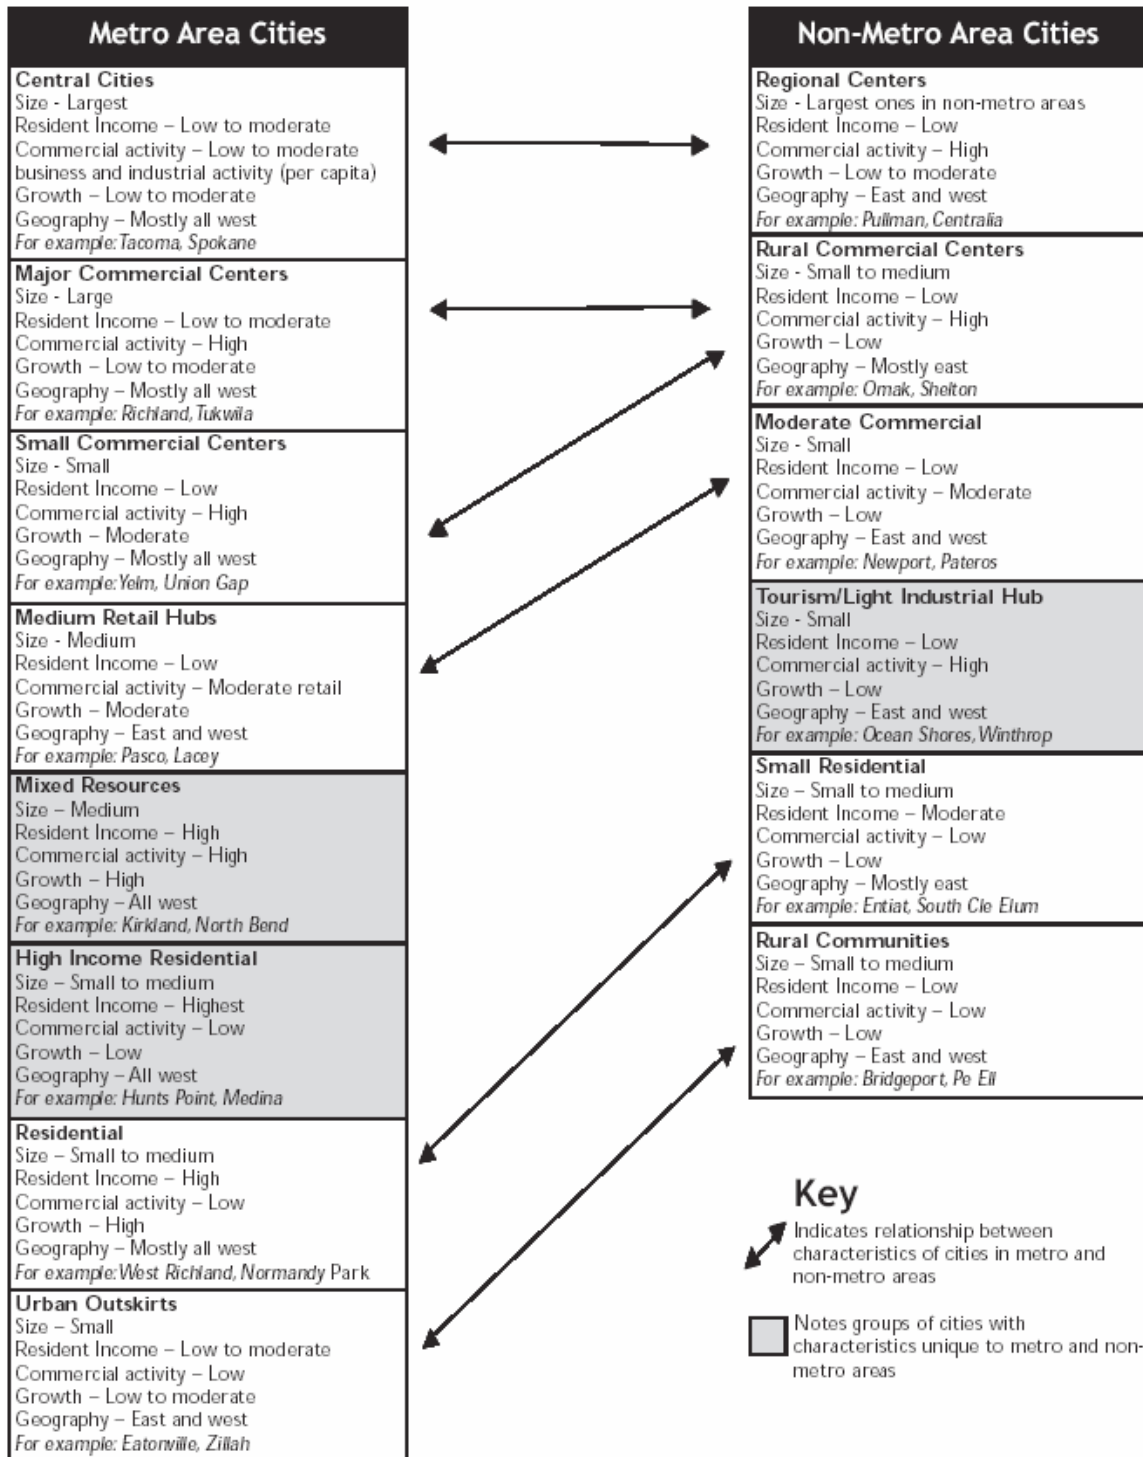 Metro Area Cities
Central Cities
Size - Largest
Resident Income – Low to moderate
Commercial activity – Low to moderate
business and industrial activity (per capita)
Growth – Low to moderate
Geography – Mostly all west
For example: Tacoma, Spokane
Major Commercial Centers
Size - Large
Resident Income – Low to moderate
Commercial activity – High
Growth – Low to moderate
Geography – Mostly all west
For example: Richland, Tukwila
Small Commercial Centers
Size - Small
Resident Income – Low
Commercial activity – High
Growth – Moderate
Geography – Mostly all west
For example: Yelm, Union Gap
Medium Retail Hubs
Size - Medium
Resident Income – Low
Commercial activity – Moderate retail
Growth – Moderate
Geography – East and west
For example: Pasco, Lacey
Mixed Resources
Size – Medium
Resident Income – High
Commercial activity – High
Growth – High
Geography – All west
For example: Kirkland, North Bend
High Income Residential
Size – Small to medium
Resident Income – Highest
Commercial activity – Low
Growth – Low
Geography – All west
For example: Hunts Point, Medina
Residential
Size – Small to medium
Resident Income – High
Commercial activity – Low
Growth – High
Geography – Mostly all west
For example: West Richland, Normandy Park
Urban Outskirts
Size – Small
Resident Income – Low to moderate
Commercial activity – Low
Growth – Low to moderate
Geography – East and west
For example: Eatonville, Zillah
Non-Metro Area Cities
Regional Centers
Size - Largest ones in non-metro areas
Resident Income – Low
Commercial activity – High
Growth – Low to moderate
Geography – East and west
For example: Pullman, Centralia
Rural Commercial Centers
Size - Small to medium
Resident Income – Low
Commercial activity – High
Growth – Low
Geography – Mostly east
For example: Omak, Shelton
Moderate Commercial
Size - Small
Resident Income – Low
Commercial activity – Moderate
Growth – Low
Geography – East and west
For example: Newport, Pateros
Tourism/Light Industrial Hub
Size - Small
Resident Income – Low
Commercial activity – High
Growth – Low
Geography – East and west
For example: Ocean Shores, Winthrop
Small Residential
Size – Small to medium
Resident Income – Moderate
Commercial activity – Low
Growth – Low
Geography – Mostly east
For example: Entiat, South Cle Elum
Rural Communities
Size – Small to medium
Resident Income – Low
Commercial activity – Low
Growth – Low
Geography – East and west
For example: Bridgeport, Pe Ell
Key
Indicates relationship between
characteristics of cities in metro and
non-metro areas
Notes groups of cities with
characteristics unique to metro and non-
metro areas